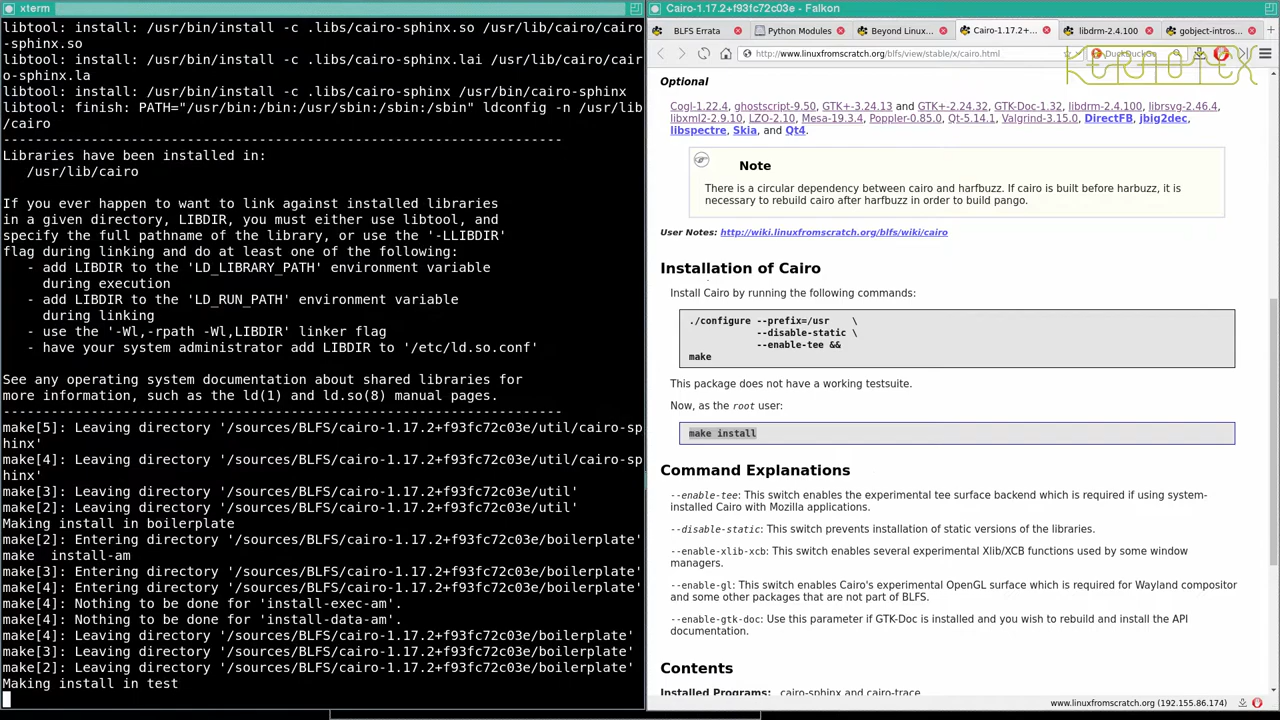 xterm
libtool: install: /usr/bin/install -c .libs/cairo-sphinx.so /usr/lib/cairo/cairo
-sphinx.so
libtool: install: /usr/bin/install -c .libs/cairo-sphinx.lai /usr/lib/cairo/cair
o-sphinx.la
libtool: install: /usr/bin/install -c .libs/cairo-sphinx /usr/bin/cairo-sphinx
libtool: finish: PATH="/usr/bin:/bin:/usr/sbin:/sbin:/sbin" ldconfig -n /usr/lib
/cairo
----------------------------------------------------------------------
Libraries have been installed in:
   /usr/lib/cairo
If you ever happen to want to link against installed libraries
in a given directory, LIBDIR, you must either use libtool, and
specify the full pathname of the library, or use the '-LLIBDIR'
flag during linking and do at least one of the following:
   - add LIBDIR to the 'LD_LIBRARY_PATH' environment variable
     during execution
   - add LIBDIR to the 'LD_RUN_PATH' environment variable
     during linking
   - use the '-Wl,-rpath -Wl,LIBDIR' linker flag
   - have your system administrator add LIBDIR to '/etc/ld.so.conf'
See any operating system documentation about shared libraries for
more information, such as the ld(1) and ld.so(8) manual pages.
----------------------------------------------------------------------
make[5]: Leaving directory '/sources/BLFS/cairo-1.17.2+f93fc72c03e/util/cairo-sp
hinx'
make[4]: Leaving directory '/sources/BLFS/cairo-1.17.2+f93fc72c03e/util/cairo-sp
hinx'
make[3]: Leaving directory '/sources/BLFS/cairo-1.17.2+f93fc72c03e/util'
make[2]: Leaving directory '/sources/BLFS/cairo-1.17.2+f93fc72c03e/util'
Making install in boilerplate
make[2]: Entering directory '/sources/BLFS/cairo-1.17.2+f93fc72c03e/boilerplate'
make  install-am
make[3]: Entering directory '/sources/BLFS/cairo-1.17.2+f93fc72c03e/boilerplate'
make[4]: Entering directory '/sources/BLFS/cairo-1.17.2+f93fc72c03e/boilerplate'
make[4]: Nothing to be done for 'install-exec-am'.
make[4]: Nothing to be done for 'install-data-am'.
make[4]: Leaving directory '/sources/BLFS/cairo-1.17.2+f93fc72c03e/boilerplate'
make[3]: Leaving directory '/sources/BLFS/cairo-1.17.2+f93fc72c03e/boilerplate'
make[2]: Leaving directory '/sources/BLFS/cairo-1.17.2+f93fc72c03e/boilerplate'
Making install in test
Cairo-1.17.2+f93fc72c03e - Falkon
BLFS Errata Python Modules Beyond Linux... Cairo-1.17.2+... libdrm-2.4.100 gobject-intros...
http://www.linuxfromscratch.org/blfs/view/stable/x/cairo.html DuckDuckGo
Optional
Cogl-1.22.4, ghostscript-9.50, GTK+-3.24.13 and GTK+-2.24.32, GTK-Doc-1.32, libdrm-2.4.100, librsvg-2.46.4,
libxml2-2.9.10, LZO-2.10, Mesa-19.3.4, Poppler-0.85.0, Qt-5.14.1, Valgrind-3.15.0, DirectFB, jbig2dec,
libspectre, Skia, and Qt4.
Note
There is a circular dependency between cairo and harfbuzz. If cairo is built before harbuzz, it is
necessary to rebuild cairo after harfbuzz in order to build pango.
User Notes: http://wiki.linuxfromscratch.org/blfs/wiki/cairo
Installation of Cairo
Install Cairo by running the following commands:
./configure --prefix=/usr    \
            --disable-static \
            --enable-tee &&
make
This package does not have a working testsuite.
Now, as the root user:
make install
Command Explanations
--enable-tee: This switch enables the experimental tee surface backend which is required if using system-
installed Cairo with Mozilla applications.
--disable-static: This switch prevents installation of static versions of the libraries.
--enable-xlib-xcb: This switch enables several experimental Xlib/XCB functions used by some window
managers.
--enable-gl: This switch enables Cairo's experimental OpenGL surface which is required for Wayland compositor
and some other packages that are not part of BLFS.
--enable-gtk-doc: Use this parameter if GTK-Doc is installed and you wish to rebuild and install the API
documentation.
Contents
Installed Programs: cairo-sphinx and cairo-trace
www.linuxfromscratch.org (192.155.86.174)